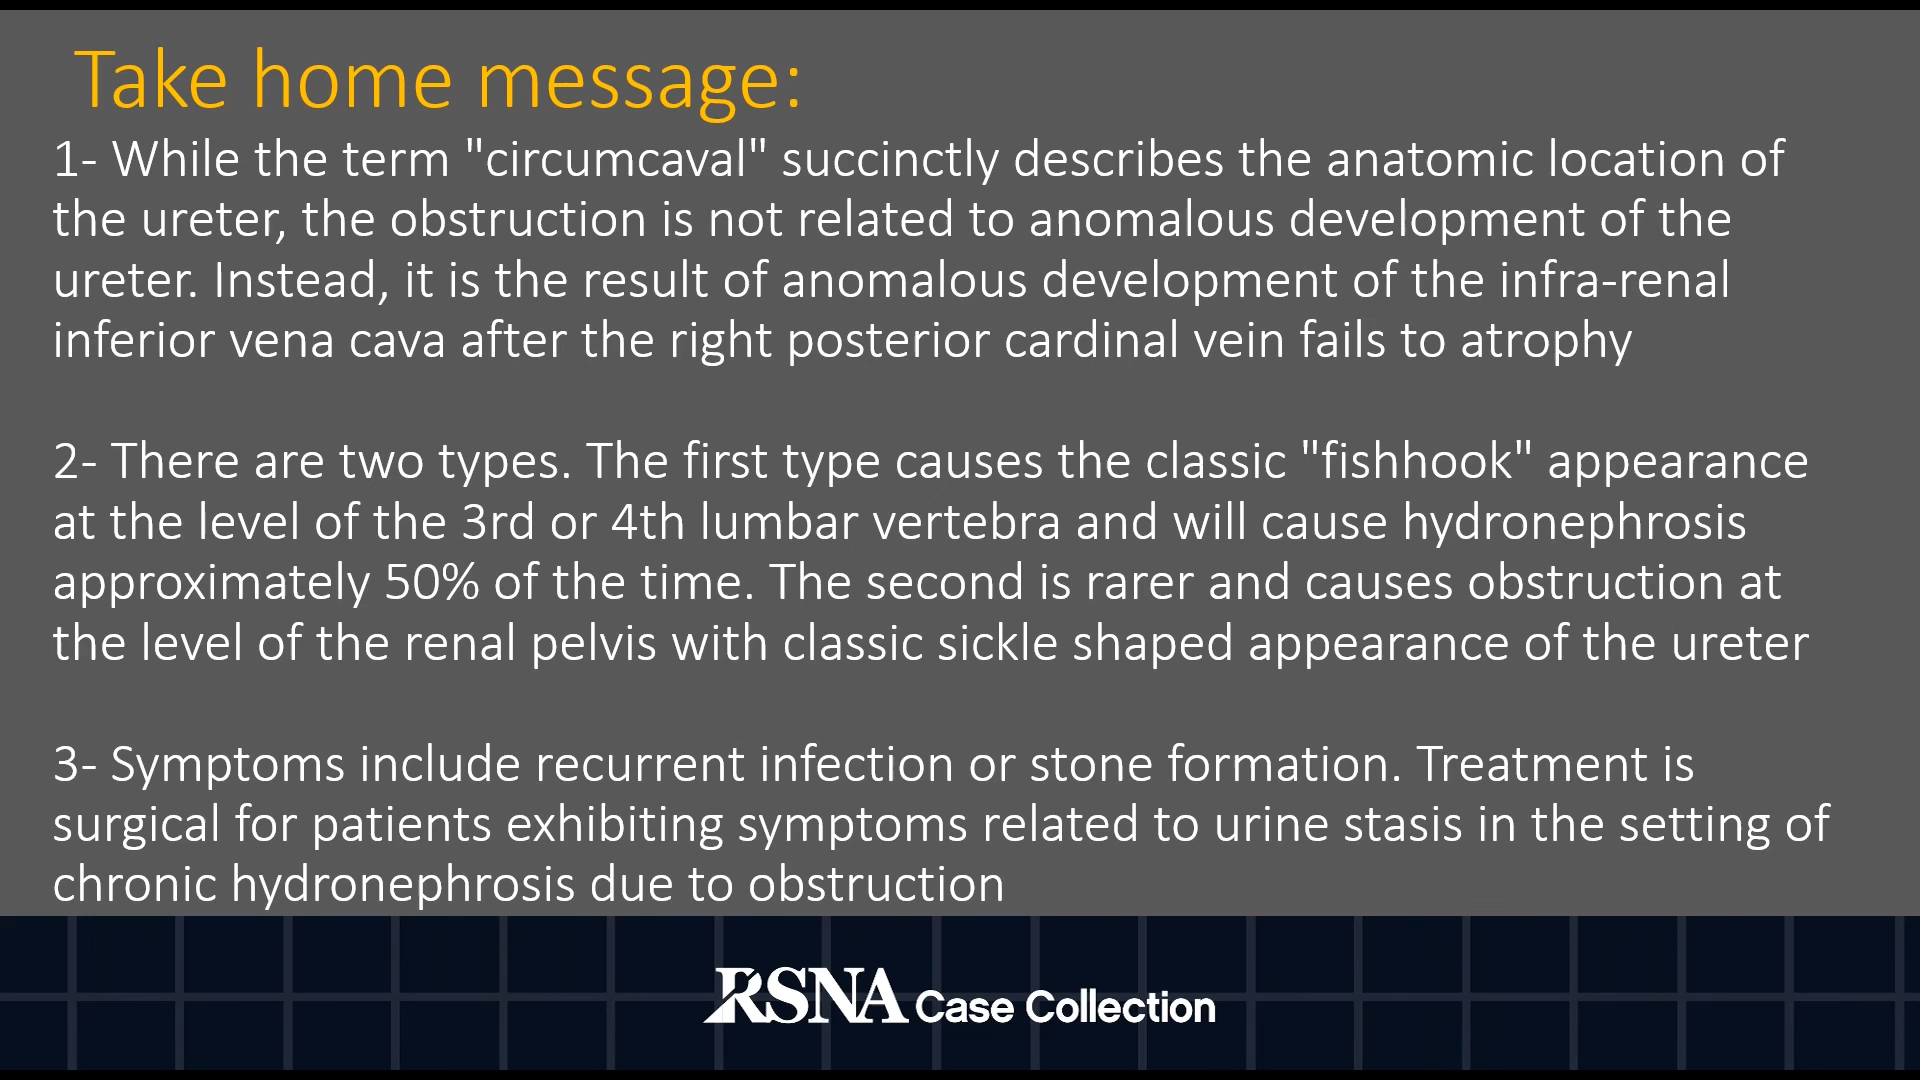 Take home message:
1- While the term "circumcaval" succinctly describes the anatomic location of
the ureter, the obstruction is not related to anomalous development of the
ureter. Instead, it is the result of anomalous development of the infra-renal
inferior vena cava after the right posterior cardinal vein fails to atrophy
2- There are two types. The first type causes the classic "fishhook" appearance
at the level of the 3rd or 4th lumbar vertebra and will cause hydronephrosis
approximately 50% of the time. The second is rarer and causes obstruction at
the level of the renal pelvis with classic sickle shaped appearance of the ureter
3- Symptoms include recurrent infection or stone formation. Treatment is
surgical for patients exhibiting symptoms related to urine stasis in the setting of
chronic hydronephrosis due to obstruction
RSNA Case Collection